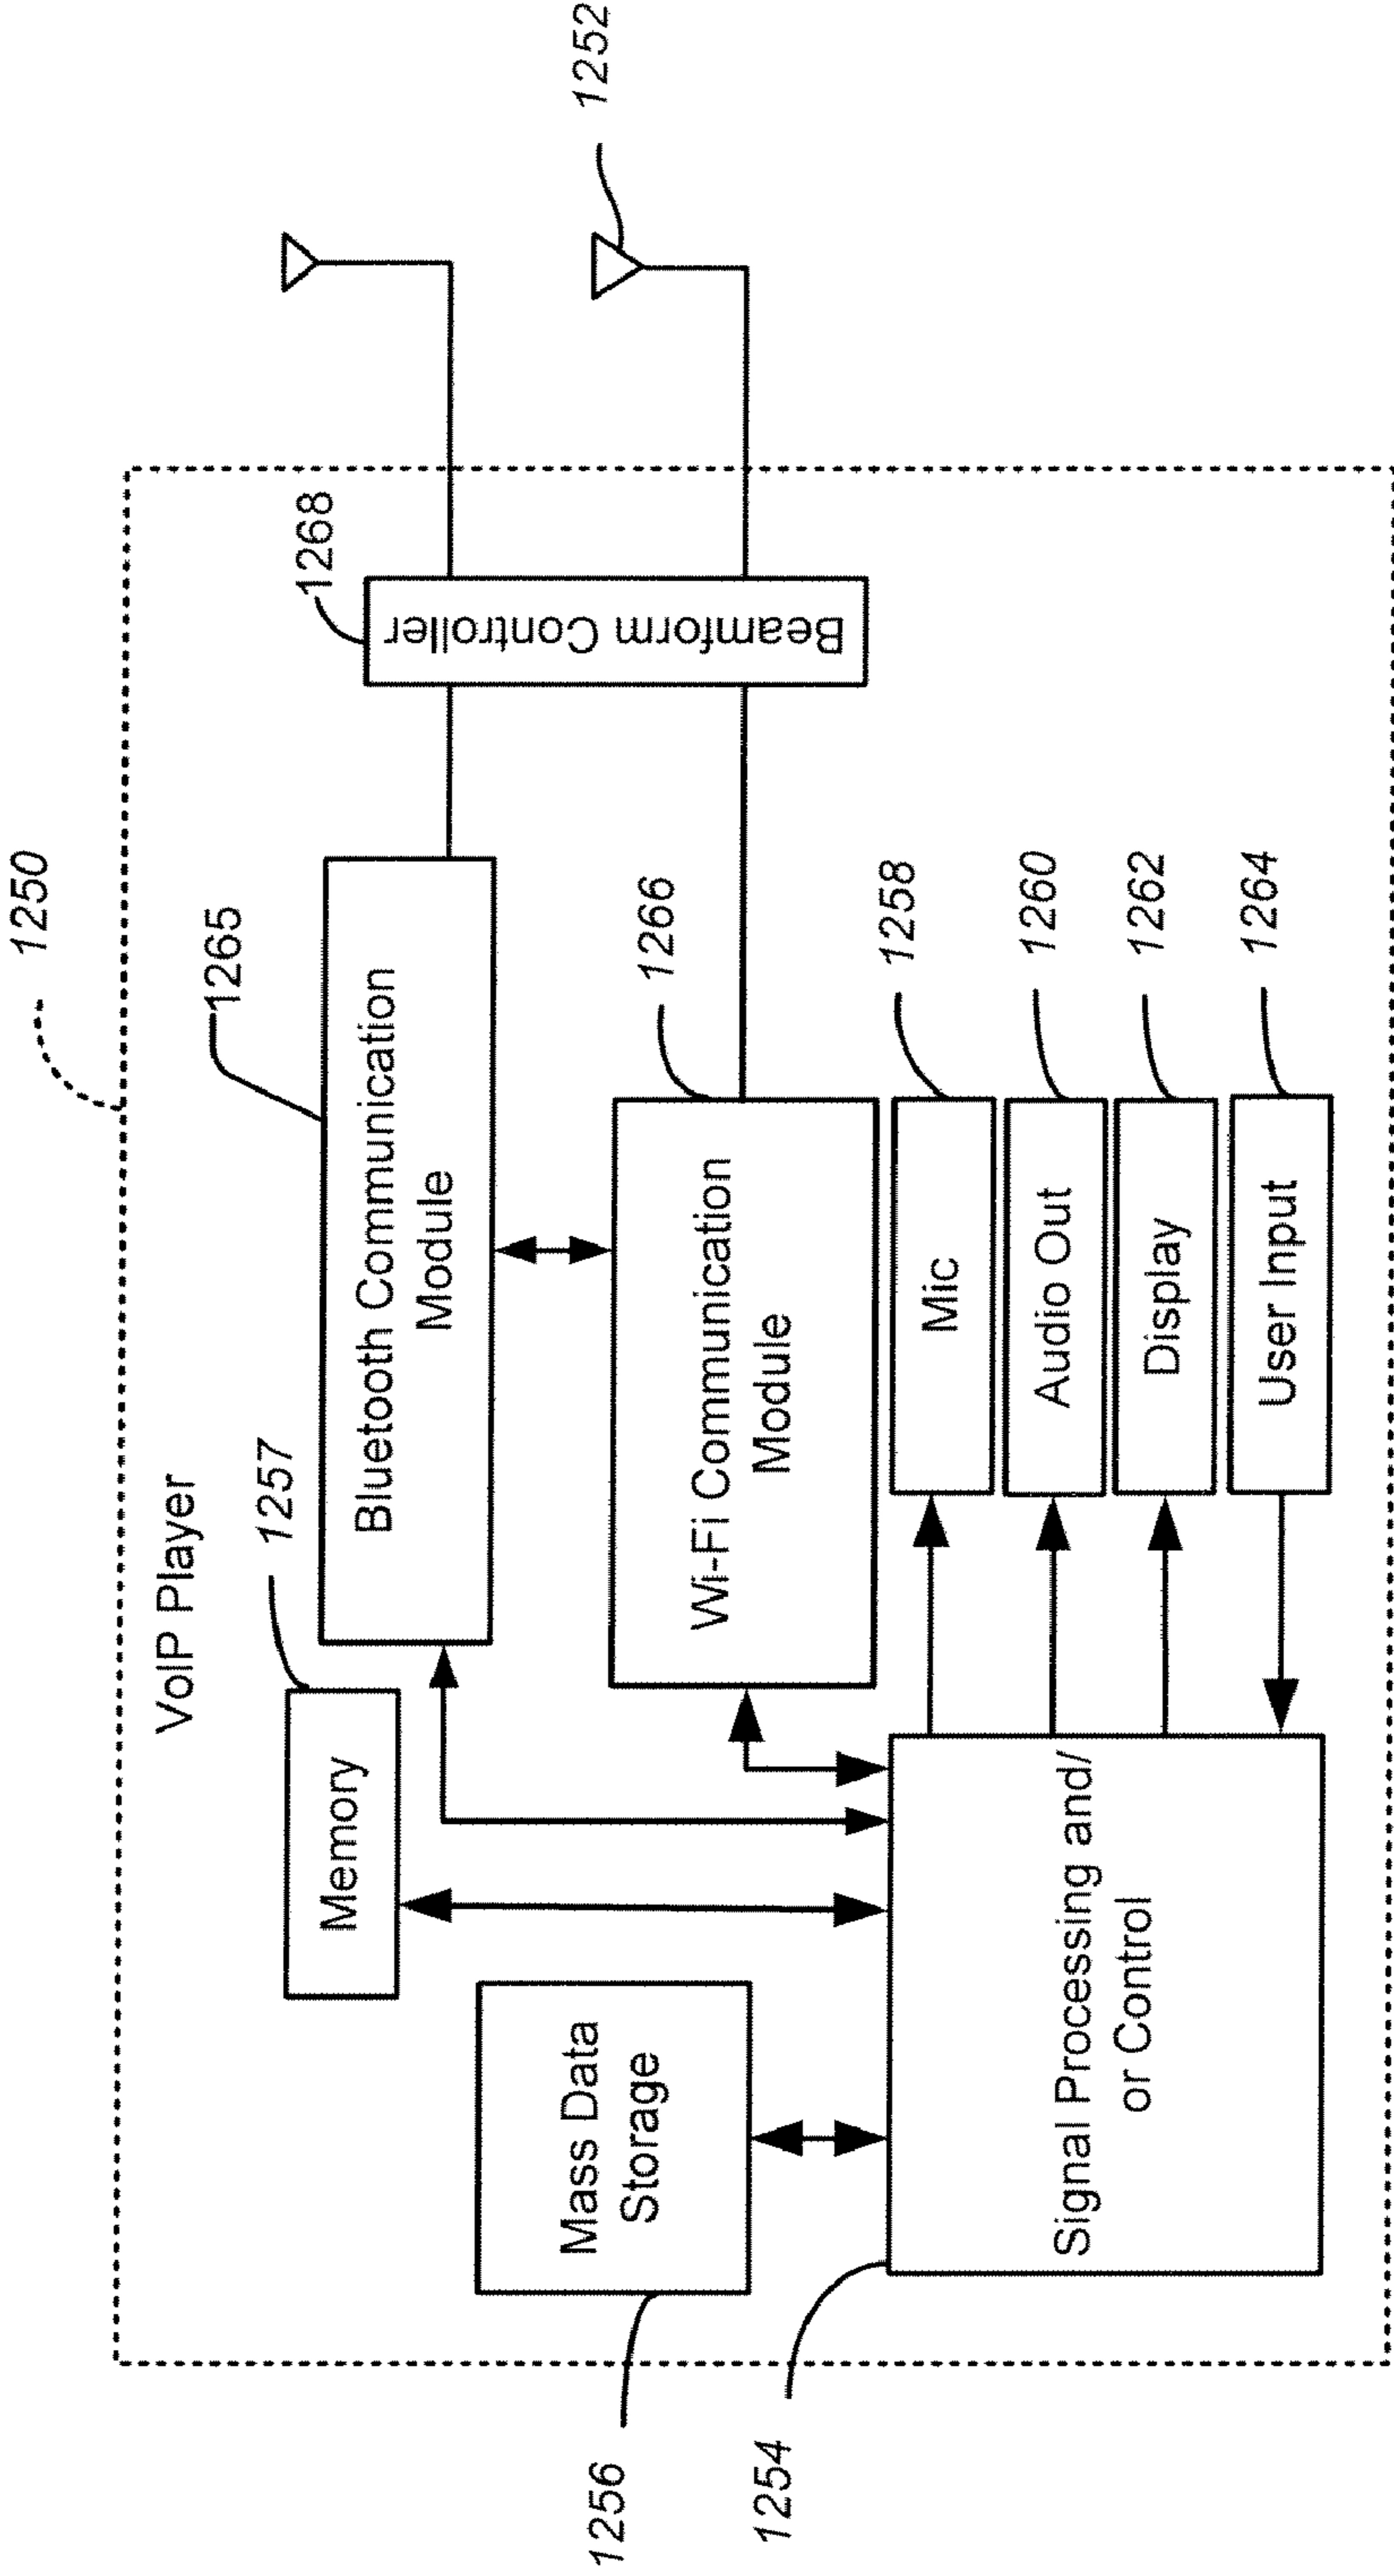 1250
VoIP Player
1257
1265
1268
1252
Memory
Bluetooth Communication
Module
Beamform Controller
1256
Mass Data
Storage
Wi-Fi Communication
Module
1266
1254
Signal Processing and/
or Control
Mic
1258
Audio Out
1260
Display
1262
User Input
1264